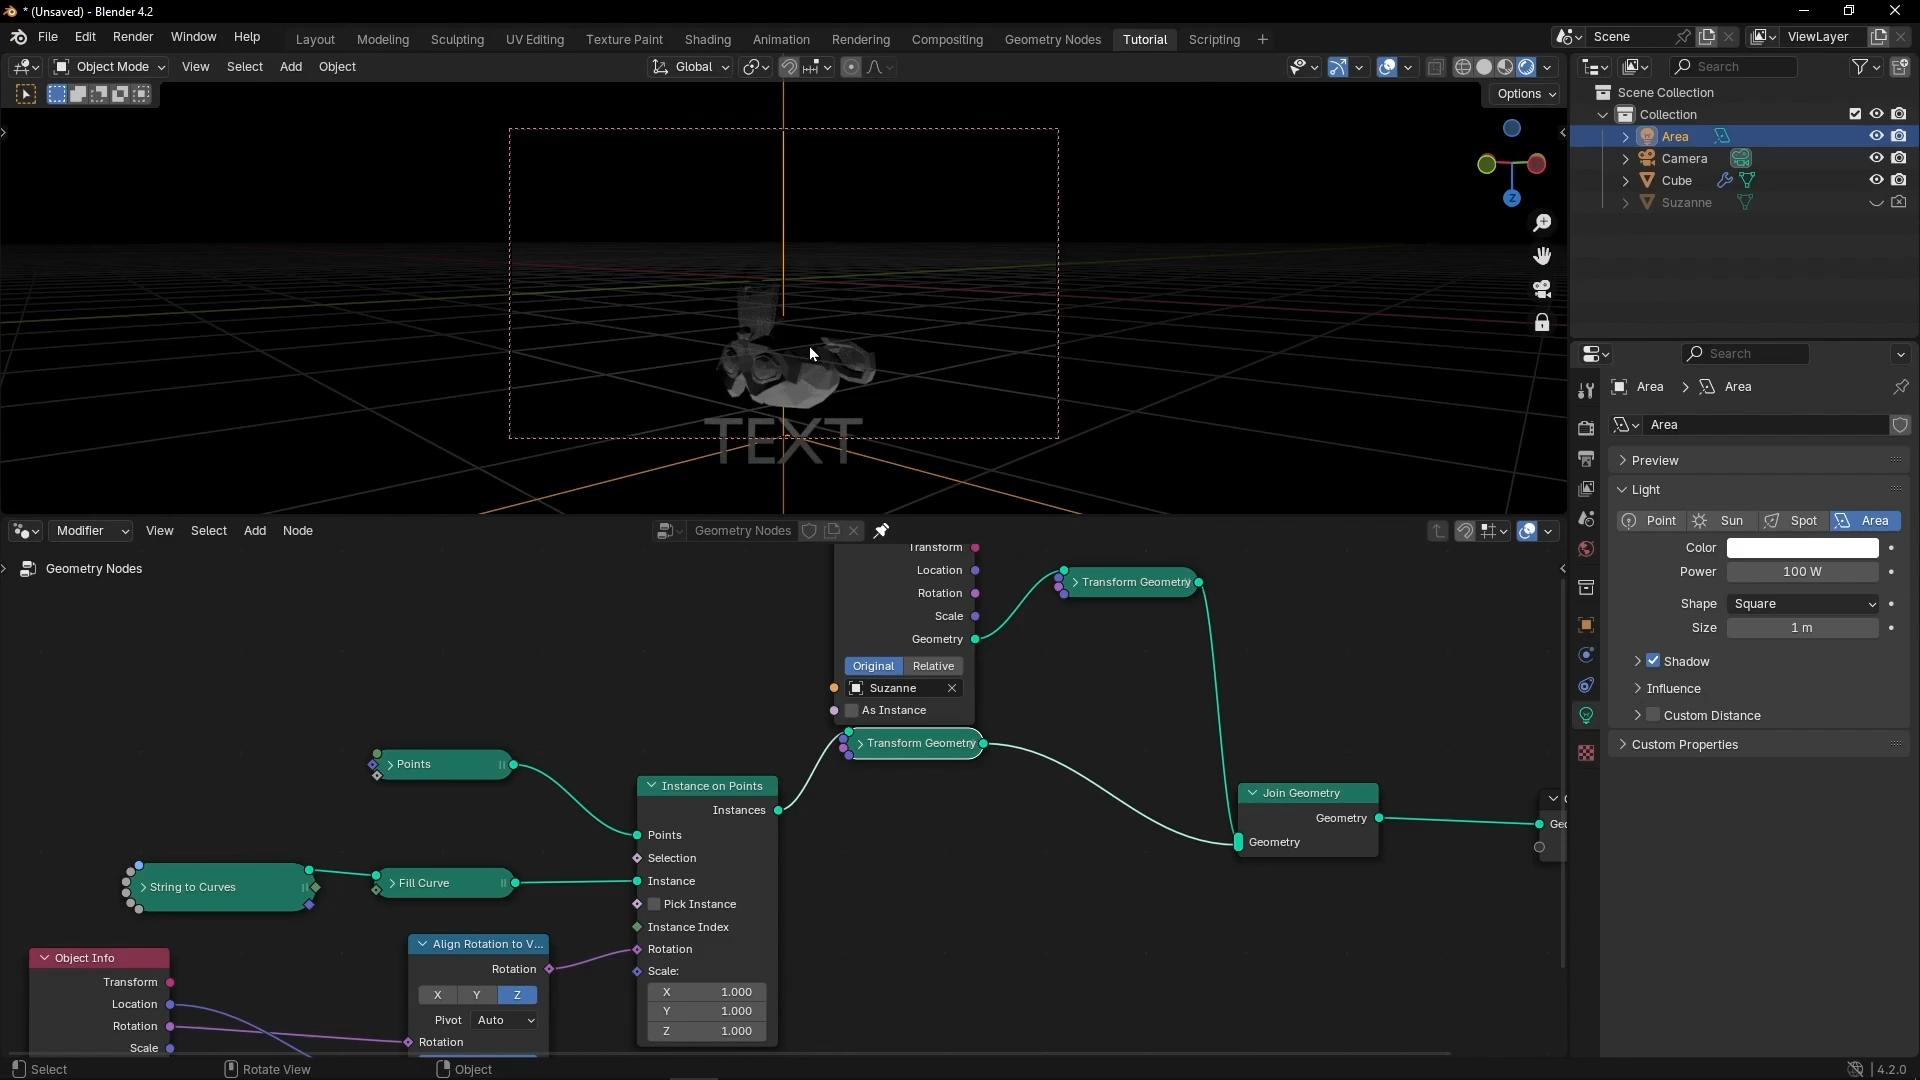 * (Unsaved) - Blender 4.2
File Edit Render Window Help
Layout Modeling Sculpting UV Editing Texture Paint Shading Animation Rendering Compositing Geometry Nodes Tutorial Scripting
Scene
ViewLayer
Object Mode View Select Add Object
Global
Options
Search
Scene Collection
Collection
Area
Camera
Cube
Suzanne
Z
TEXT
Search
Area > Area
Area
Preview
Light
Point Sun Spot Area
Color
Power 100 W
Shape Square
Size 1 m
Shadow
Influence
Custom Distance
Custom Properties
Modifier View Select Add Node
Geometry Nodes
Geometry Nodes
Transform
Location
Rotation
Scale
Geometry
Original Relative
Suzanne
As Instance
Transform Geometry
Transform Geometry
Points
String to Curves
Fill Curve
Instance on Points
Instances
Points
Selection
Instance
Pick Instance
Instance Index
Rotation
Scale:
X 1.000
Y 1.000
Z 1.000
Join Geometry
Geometry
Geometry
Object Info
Transform
Location
Rotation
Scale
Align Rotation to V...
Rotation
X Y Z
Pivot Auto
Rotation
Select
Rotate View
Object
4.2.0